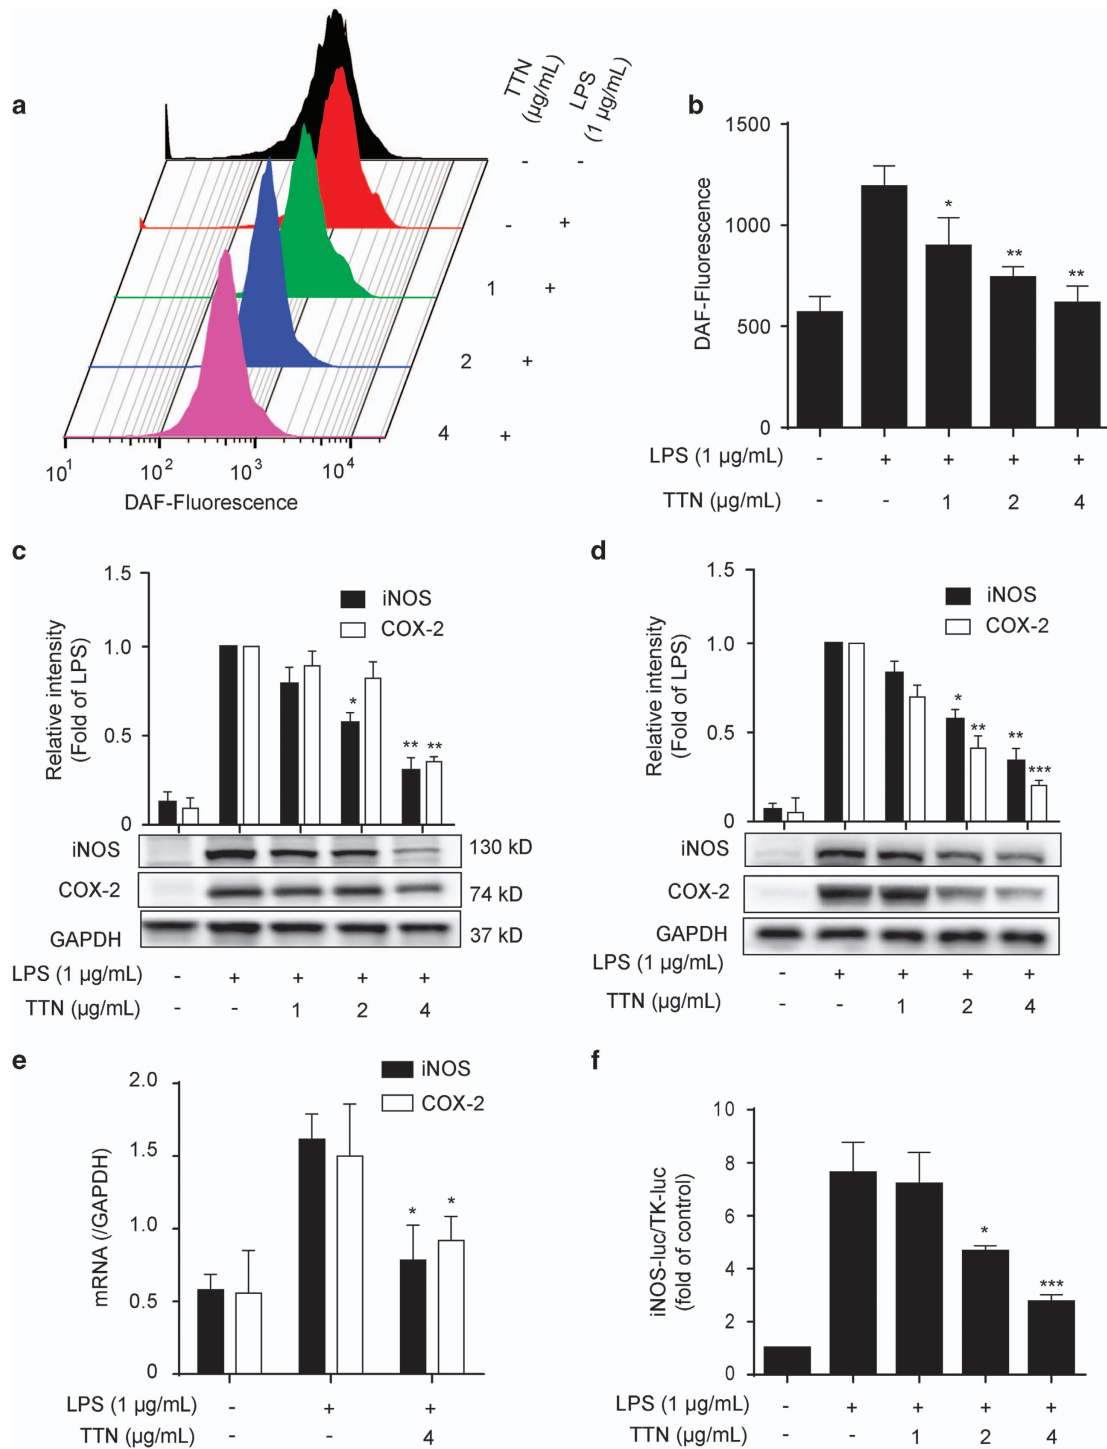 a
TTN
(µg/mL)
LPS
(1 µg/mL)
- -
- +
1 +
2 +
4 +
10¹ 10² 10³ 10⁴
DAF-Fluorescence
b
DAF-Fluorescence
1500
1000
500
0
*
**
**
LPS (1 µg/mL) - + + + +
TTN (µg/mL) - - 1 2 4
c
Relative intensity
(Fold of LPS)
1.5
1.0
0.5
0
iNOS
COX-2
*
** **
iNOS 130 kD
COX-2 74 kD
GAPDH 37 kD
LPS (1 µg/mL) - + + + +
TTN (µg/mL) - - 1 2 4
d
Relative intensity
(Fold of LPS)
1.5
1.0
0.5
0
iNOS
COX-2
*
**
**
***
iNOS
COX-2
GAPDH
LPS (1 µg/mL) - + + + +
TTN (µg/mL) - - 1 2 4
e
mRNA (/GAPDH)
2.0
1.5
1.0
0.5
0
iNOS
COX-2
* *
LPS (1 µg/mL) - + +
TTN (µg/mL) - - 4
f
iNOS-luc/TK-luc
(fold of control)
10
8
6
4
2
0
*
***
LPS (1 µg/mL) - + + + +
TTN (µg/mL) - - 1 2 4